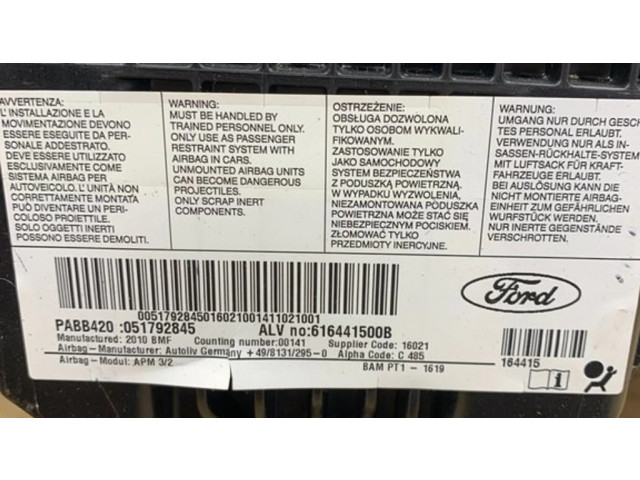 AVVERTENZA:
L' INSTALLAZIONE E LA
MOVIMENTAZIONE DEVONO
ESSERE ESEGUITE DA PER-
SONALE ADDESTRATO.
DEVE ESSERE UTILIZZATO
ESCLUSIVAMENTE COME
SISTEMA AIRBAG PER
AUTOVEICOLO. L' UNITÀ NON
CORRETTAMENTE MONTATA
PUÒ DIVENTARE UN PERI-
COLOSO PROIETTILE.
SOLO OGGETTI INERTI
POSSONO ESSERE DEMOLITI.
WARNING:
MUST BE HANDLED BY
TRAINED PERSONNEL ONLY.
ONLY USE AS PASSENGER
RESTRAINT SYSTEM WITH
AIRBAG IN CARS.
UNMOUNTED AIRBAG UNITS
CAN BECOME DANGEROUS
PROJECTILES.
ONLY SCRAP INERT
COMPONENTS.
OSTRZEŻENIE:
OBSŁUGA DOZWOLONA
TYLKO OSOBOM WYKWALI-
FIKOWANYM.
ZASTOSOWANIE TYLKO
JAKO SAMOCHODOWY
SYSTEM BEZPIECZEŃSTWA
Z PODUSZKĄ POWIETRZNĄ.
NIEZAMONTOWANA PODUSZKA
POWIETRZNA MOŻE STAĆ SIĘ
NIEBEZPIECZNYM POCISKIEM.
ZŁOMOWAĆ TYLKO
PRZEDMIOTY INERCYJNE.
WARNUNG:
UMGANG NUR DURCH GESCH
TES PERSONAL ERLAUBT.
VERWENDUNG NUR ALS IN-
SASSEN-RÜCKHALTE-SYSTEM
MIT LUFTSACK FÜR KRAFT-
FAHRZEUGE ERLAUBT.
BEI AUSLÖSUNG KANN DIE
NICHT MONTIERTE AIRBAG-
EINHEIT ZUM GEFÄHRLICHEN
WURFSTÜCK WERDEN.
NUR INERTE GEGENSTÄNDE
VERSCHROTTEN.
00517928450160210014110 21001
PABB420 :051792845 ALV no:616441500B
Manufactured: 2010 BMF Counting number:00141 Supplier Code: 16021
Airbag - Manufacturer: Autoliv Germany +49/8131/295-0 Alpha Code: C 485
Airbag - Modul: APM 3/2
BAM PT1 - 1619
Ford
164415
i